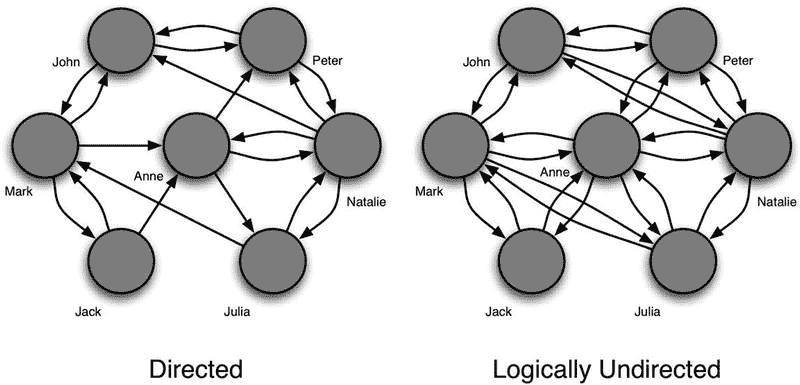 John
Peter
Mark
Anne
Natalie
Jack
Julia
Directed
John
Peter
Mark
Anne
Natalie
Jack
Julia
Logically Undirected